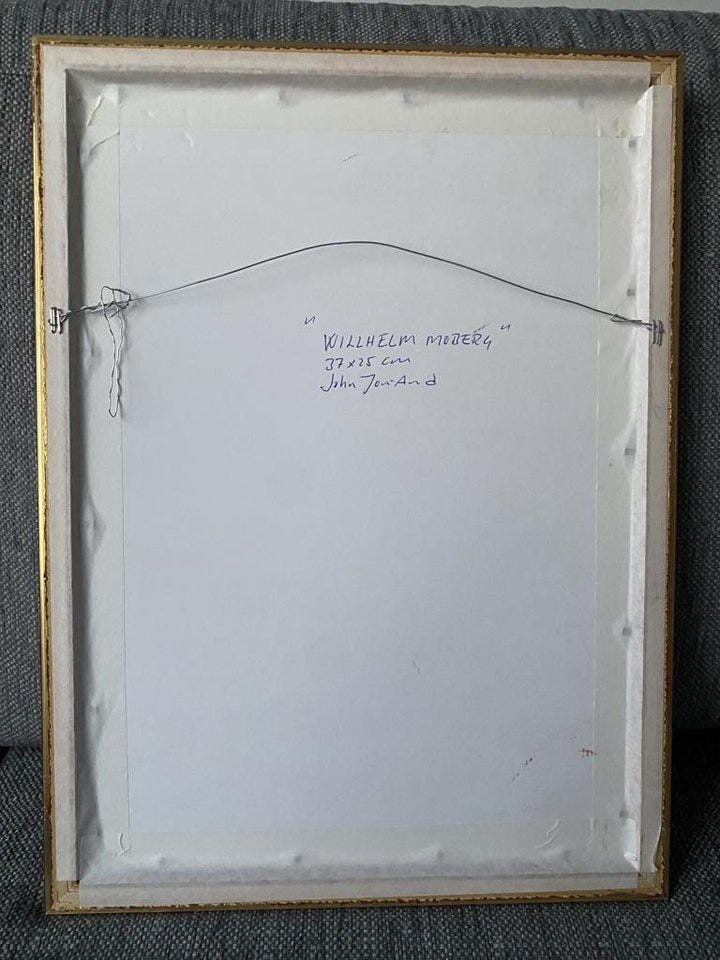 "WILLHELM MOBERG"
37x25 cm
John Jon-And